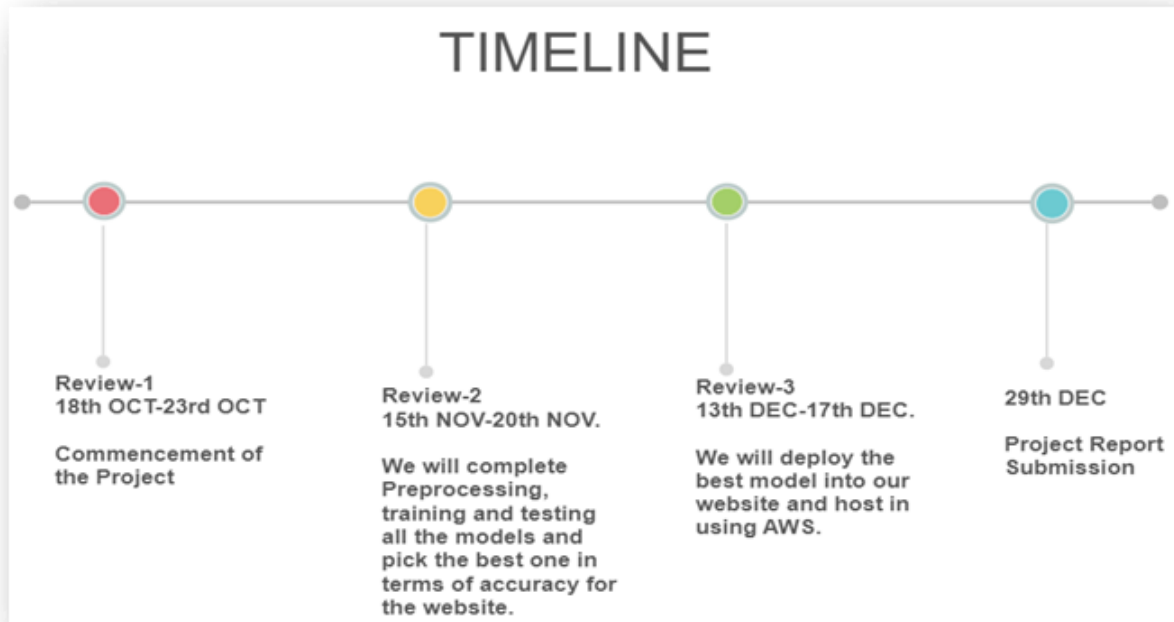 TIMELINE
Review-1
18th OCT-23rd OCT
Commencement of
the Project
Review-2
15th NOV-20th NOV.
We will complete
Preprocessing,
training and testing
all the models and
pick the best one in
terms of accuracy for
the website.
Review-3
13th DEC-17th DEC.
We will deploy the
best model into our
website and host in
using AWS.
29th DEC
Project Report
Submission